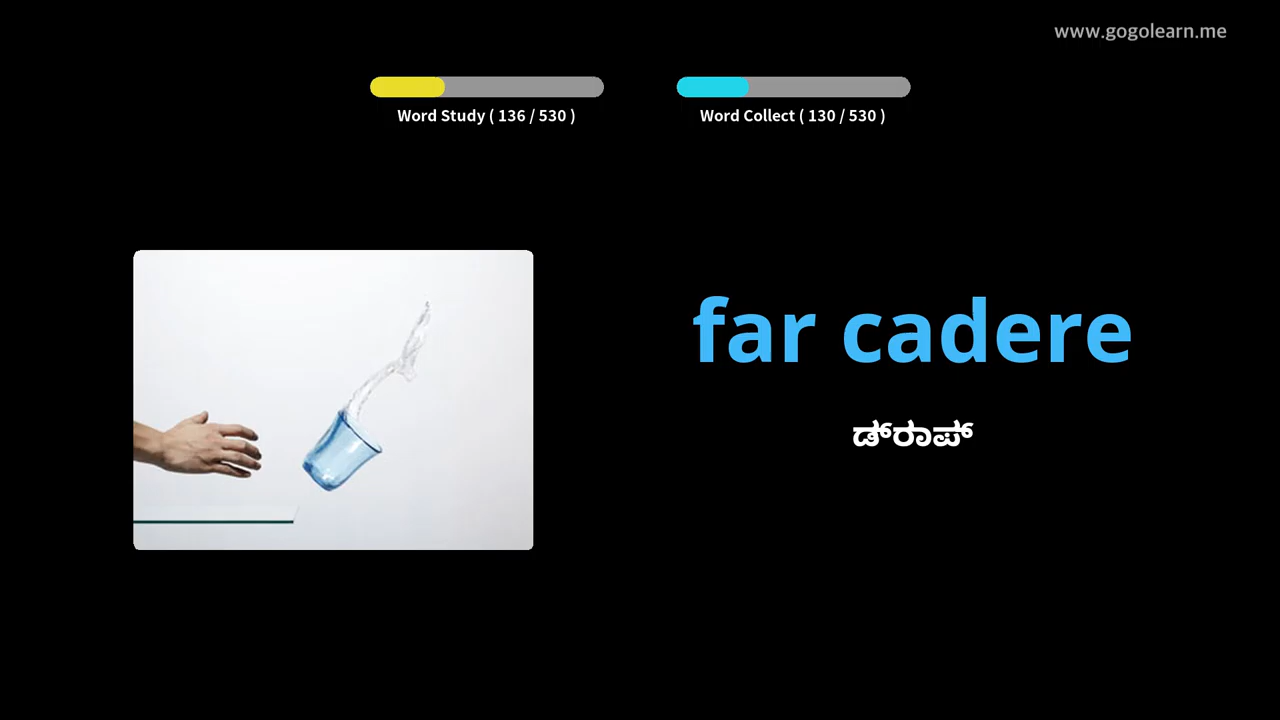 www.gogolearn.me
Word Study ( 136 / 530 )
Word Collect ( 130 / 530 )
far cadere
ಡ್‌ರಾಪ್